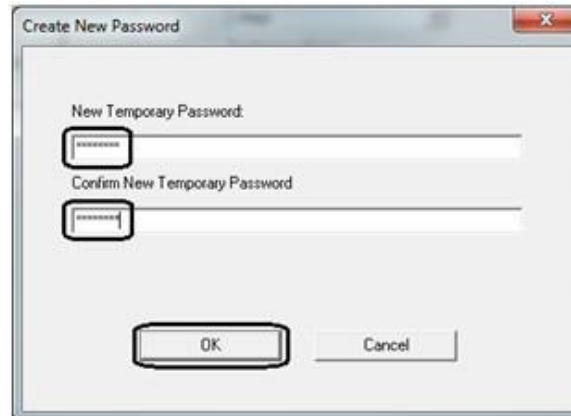 Create New Password
New Temporary Password:
********
Confirm New Temporary Password
********
OK
Cancel